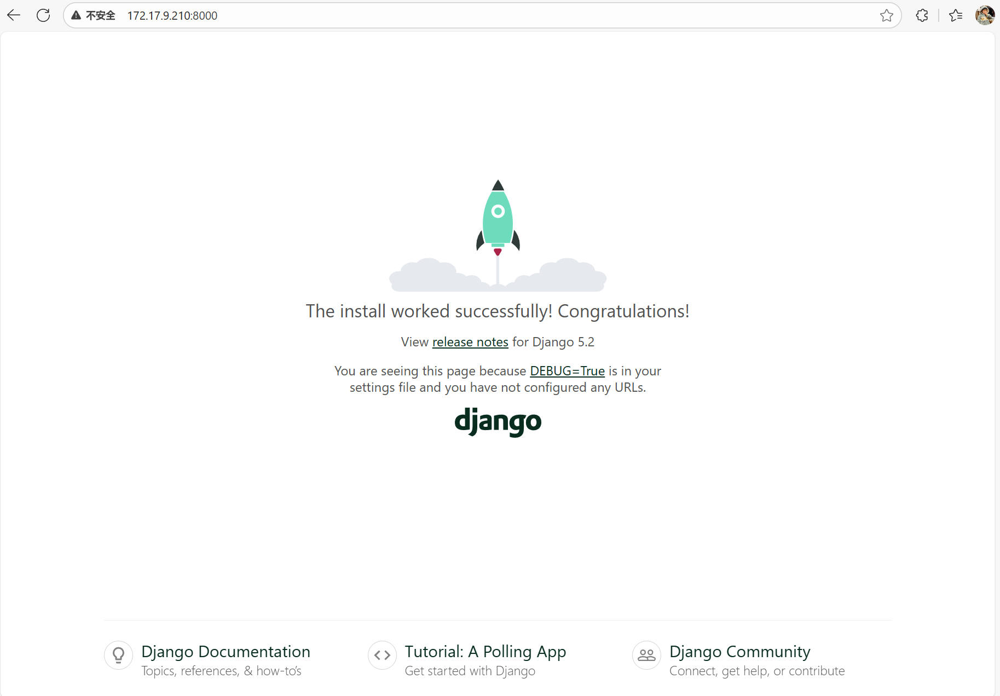 不安全 172.17.9.210:8000
The install worked successfully! Congratulations!
View release notes for Django 5.2
You are seeing this page because DEBUG=True is in your
settings file and you have not configured any URLs.
django
Django Documentation
Topics, references, & how-to’s
Tutorial: A Polling App
Get started with Django
Django Community
Connect, get help, or contribute